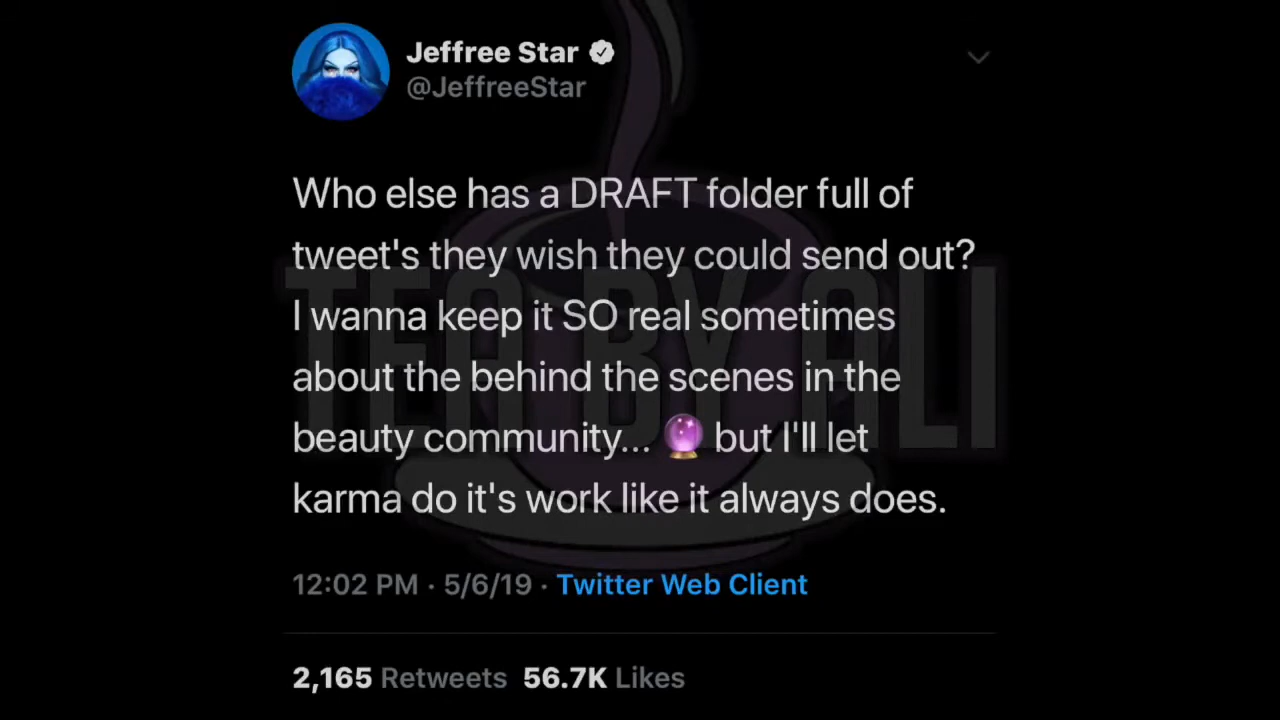 Jeffree Star
@JeffreeStar
Who else has a DRAFT folder full of
tweet's they wish they could send out?
I wanna keep it SO real sometimes
about the behind the scenes in the
beauty community... 🔮 but I'll let
karma do it's work like it always does.
TEA BY ALI
12:02 PM · 5/6/19 · Twitter Web Client
2,165 Retweets 56.7K Likes